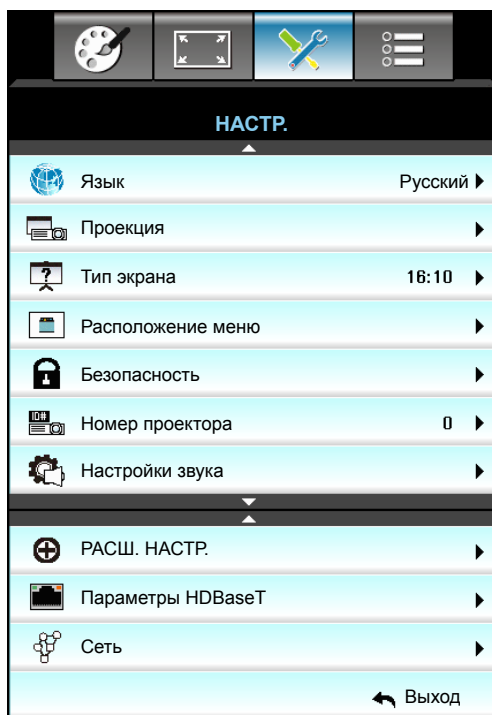 НАСТР.
Язык Русский
Проекция
? Тип экрана 16:10
Расположение меню
Безопасность
ID# Номер проектора 0
Настройки звука
РАСШ. НАСТР.
Параметры HDBaseT
Сеть
Выход